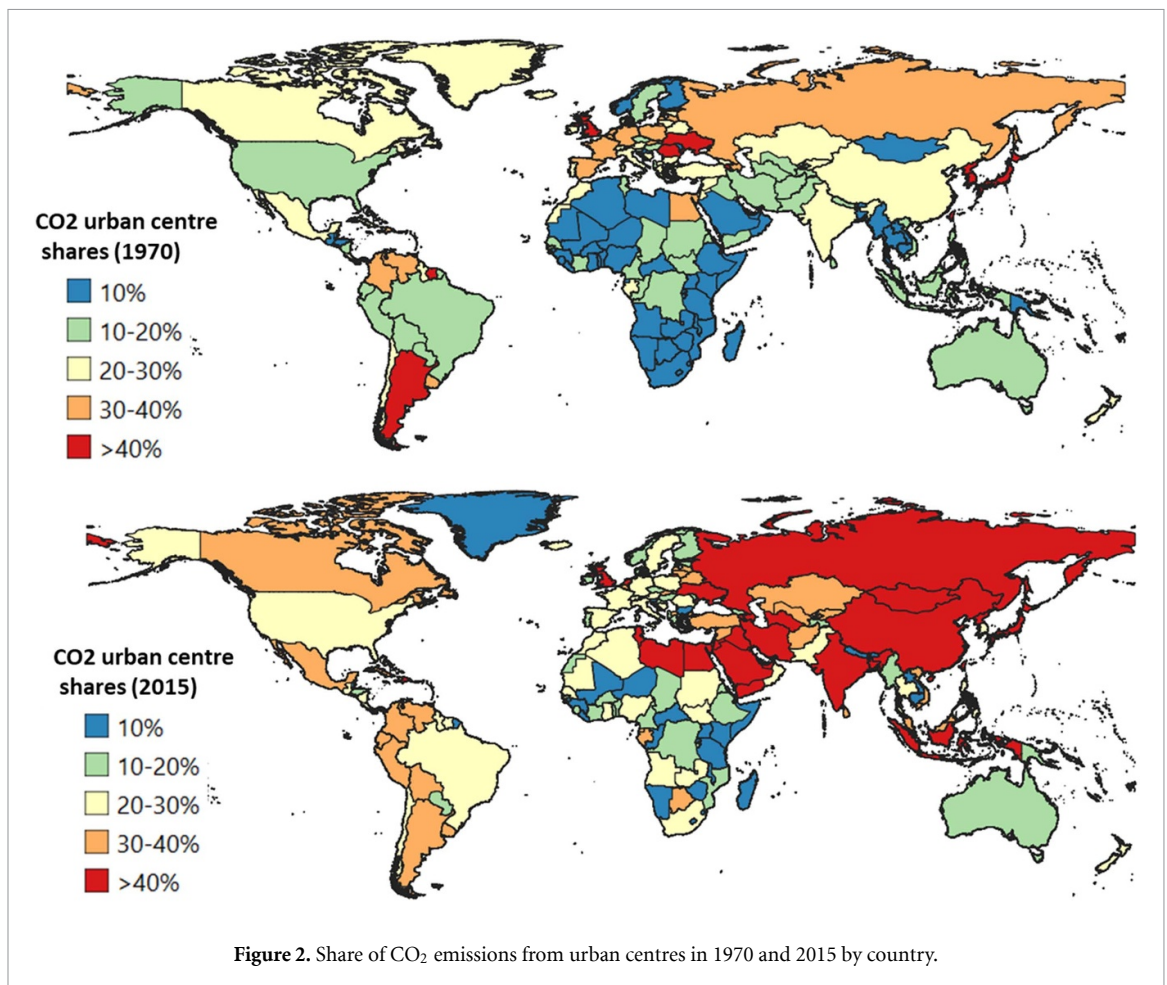 CO2 urban centre
shares (1970)
10%
10-20%
20-30%
30-40%
>40%
CO2 urban centre
shares (2015)
10%
10-20%
20-30%
30-40%
>40%
Figure 2. Share of CO₂ emissions from urban centres in 1970 and 2015 by country.